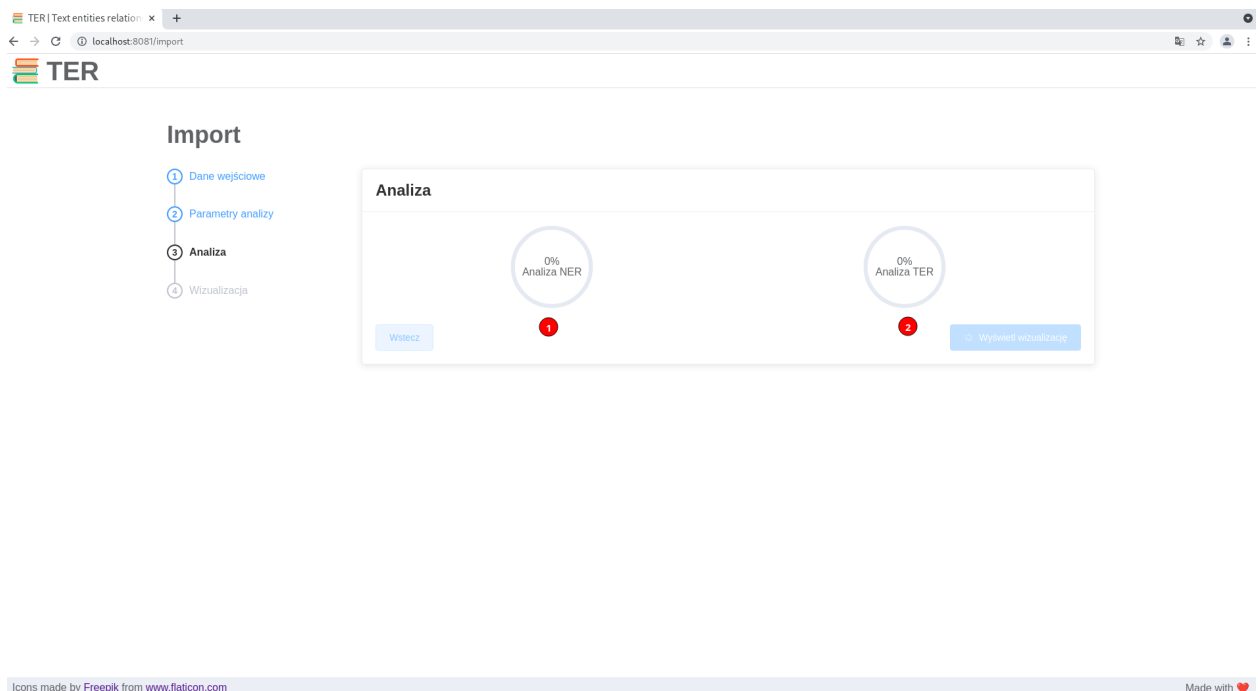 TER | Text entities relation
localhost:8081/import
TER
Import
1 Dane wejściowe
2 Parametry analizy
3 Analiza
4 Wizualizacja
Analiza
0%
Analiza NER
0%
Analiza TER
1
2
Wstecz
Wyświetl wizualizację
Icons made by Freepik from www.flaticon.com
Made with ❤️